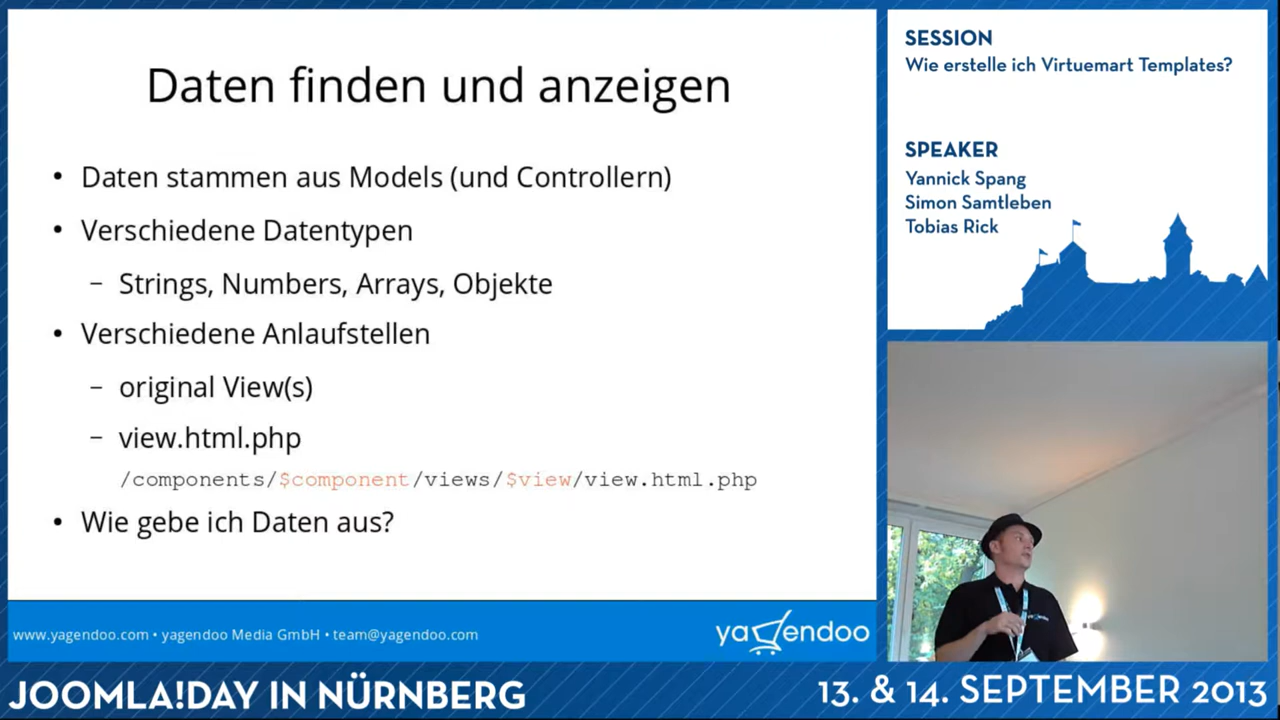 Daten finden und anzeigen
• Daten stammen aus Models (und Controllern)
• Verschiedene Datentypen
– Strings, Numbers, Arrays, Objekte
• Verschiedene Anlaufstellen
– original View(s)
– view.html.php
/components/$component/views/$view/view.html.php
• Wie gebe ich Daten aus?
www.yagendoo.com • yagendoo Media GmbH • team@yagendoo.com
yagendoo
SESSION
Wie erstelle ich Virtuemart Templates?
SPEAKER
Yannick Spang
Simon Samtleben
Tobias Rick
JOOMLA!DAY IN NÜRNBERG
13. & 14. SEPTEMBER 2013